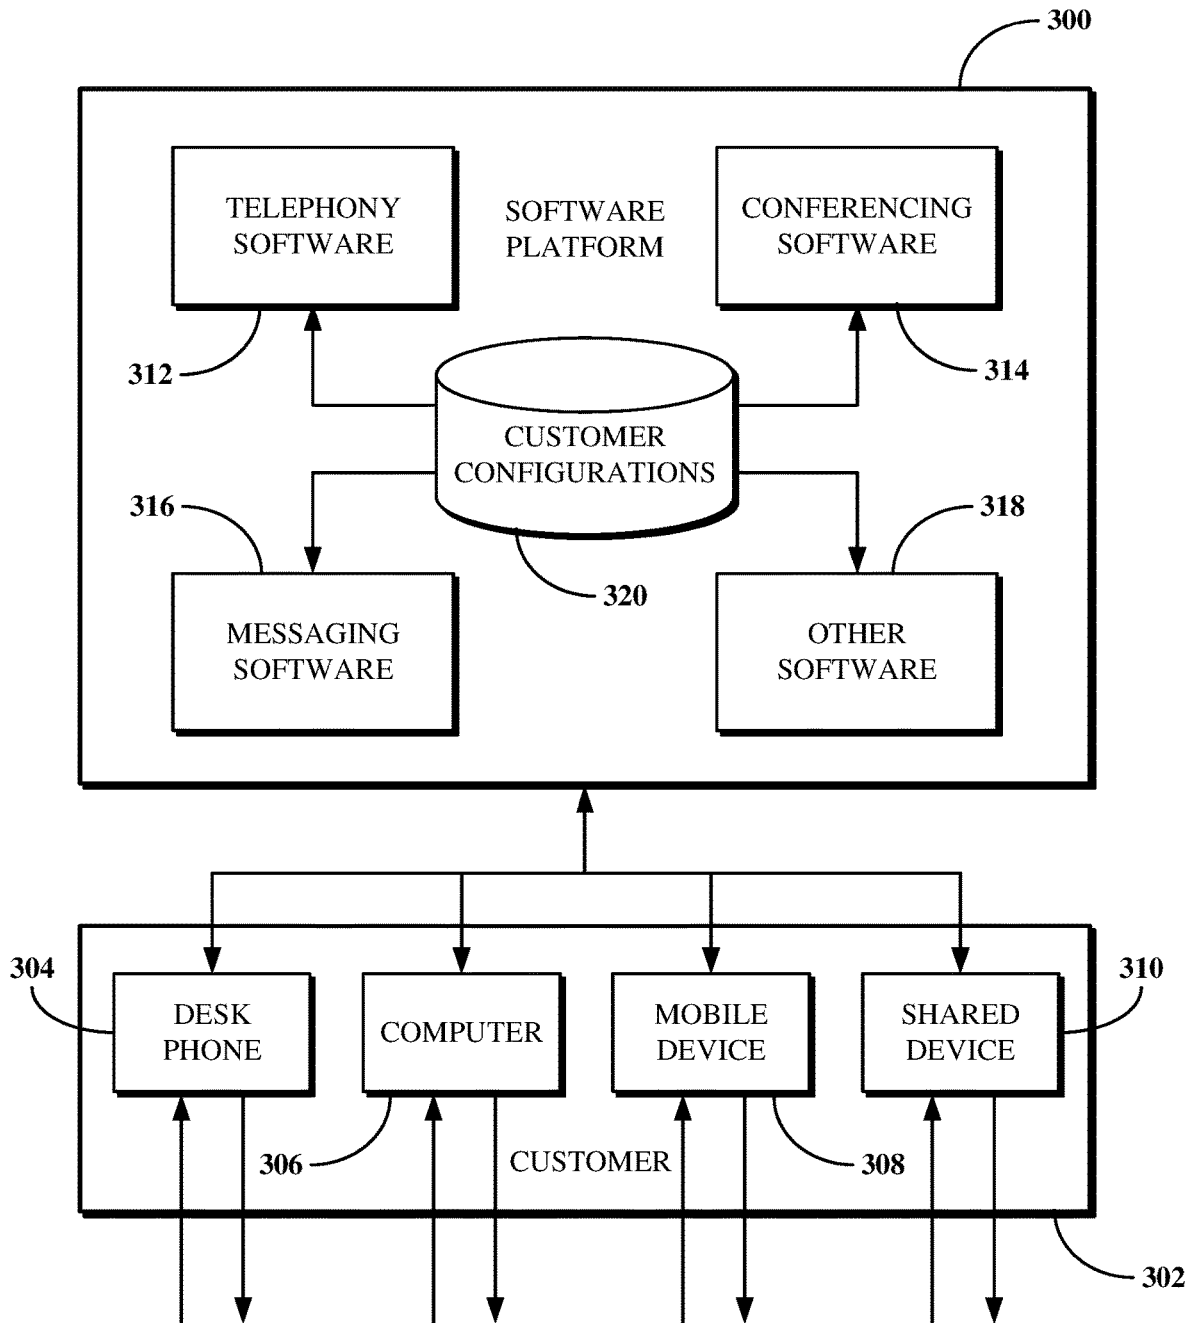 300
TELEPHONY
SOFTWARE
SOFTWARE
PLATFORM
CONFERENCING
SOFTWARE
312
314
CUSTOMER
CONFIGURATIONS
316
318
320
MESSAGING
SOFTWARE
OTHER
SOFTWARE
304
310
DESK
PHONE
COMPUTER
MOBILE
DEVICE
SHARED
DEVICE
306
CUSTOMER
308
302